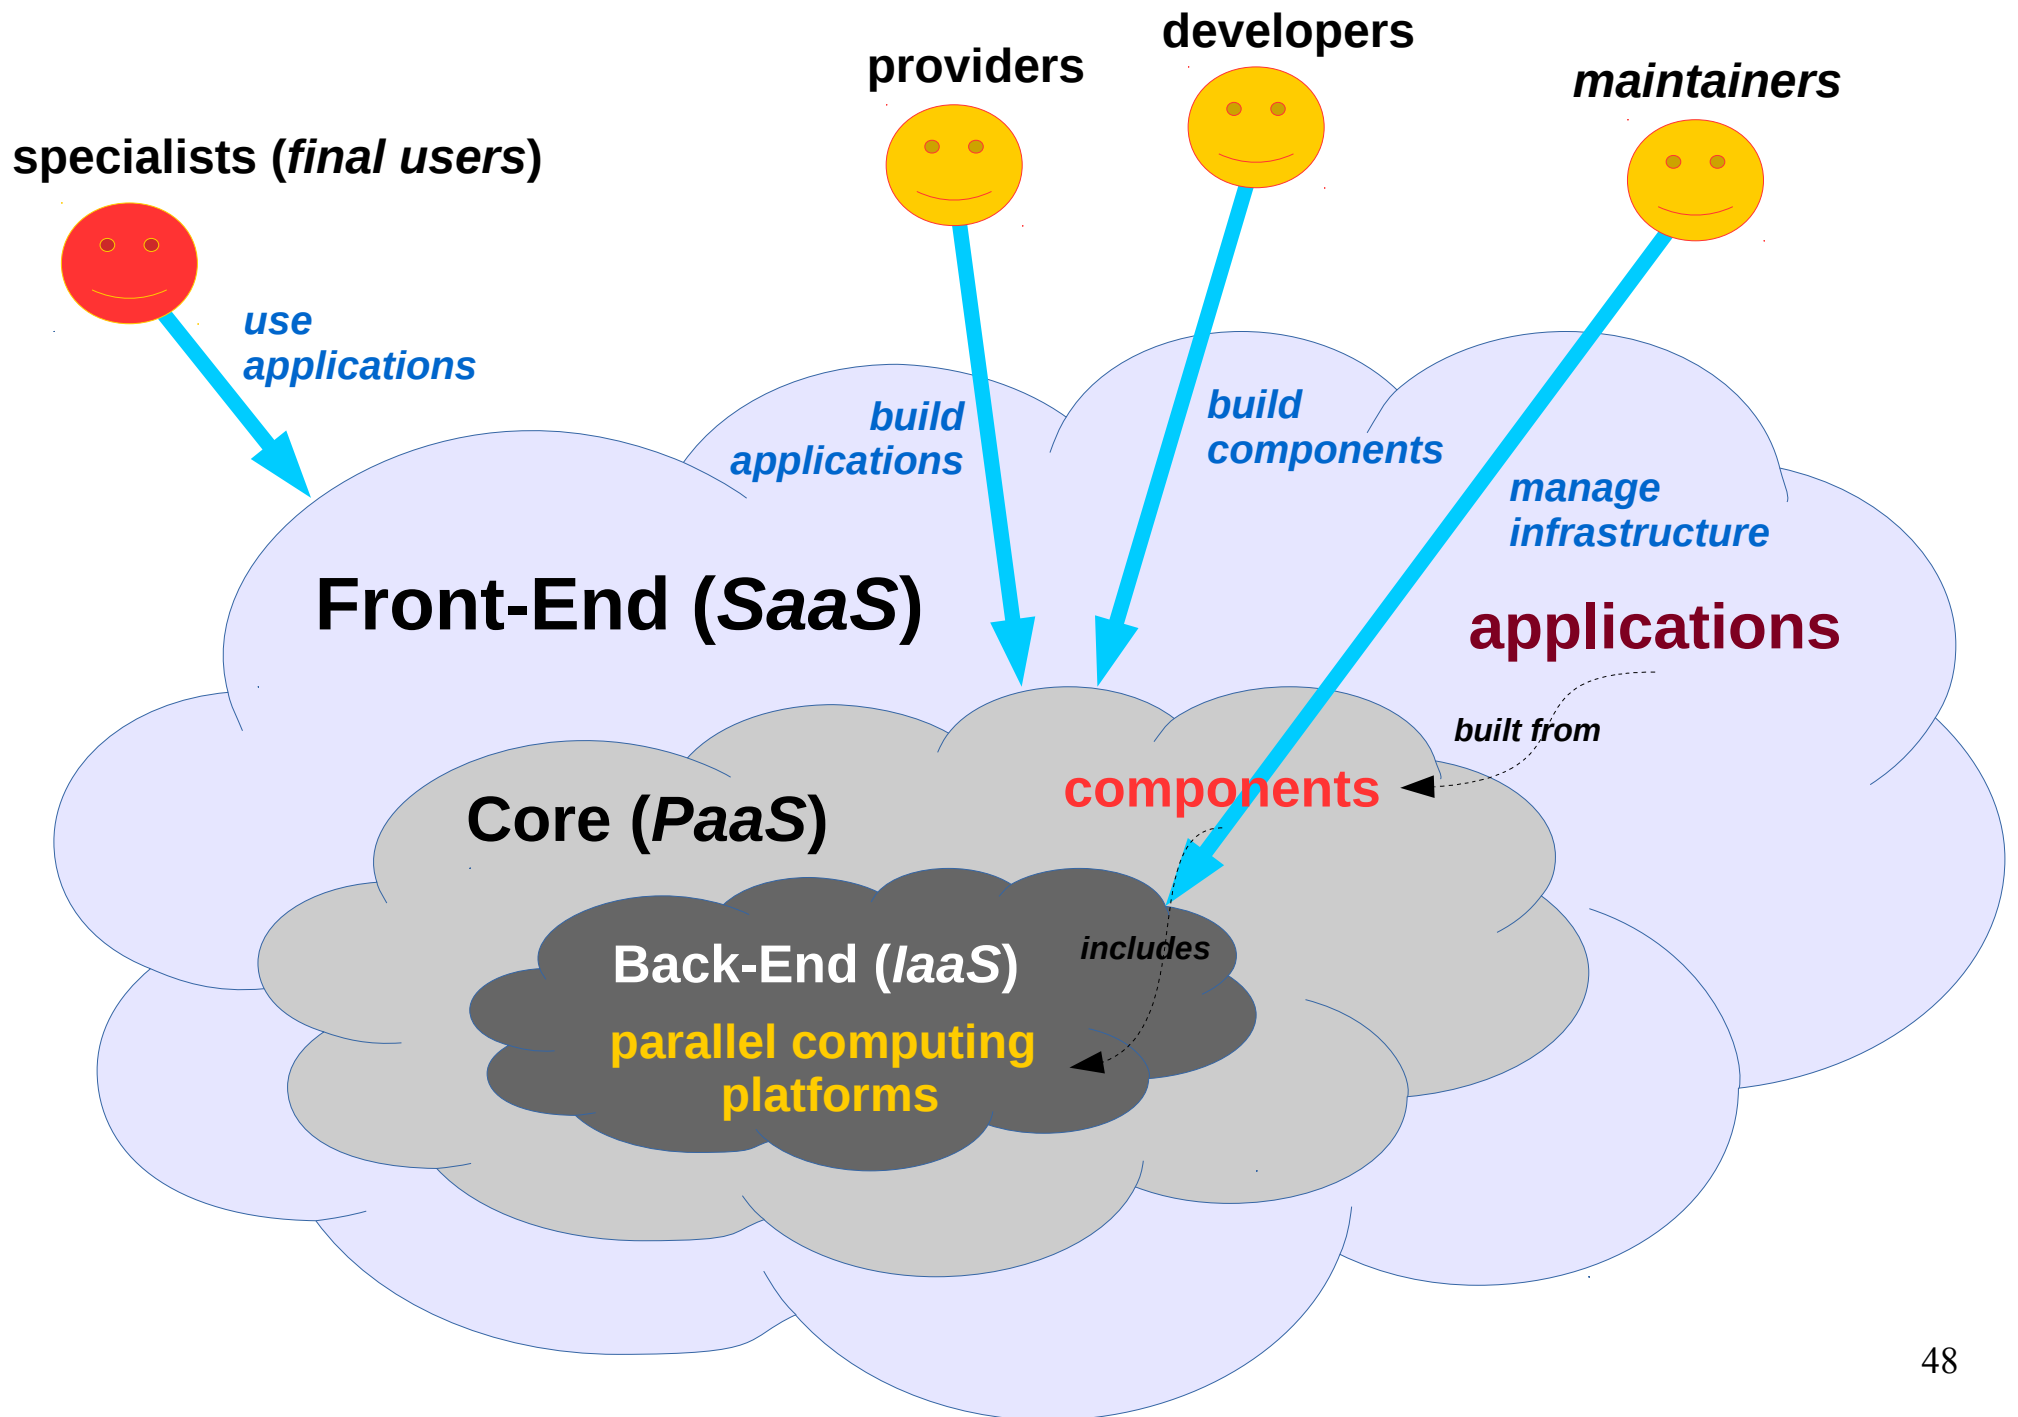 developers
providers
maintainers
specialists (final users)
use
applications
build
applications
build
components
manage
infrastructure
Front-End (SaaS)
applications
built from
components
Core (PaaS)
includes
Back-End (IaaS)
parallel computing
platforms
48